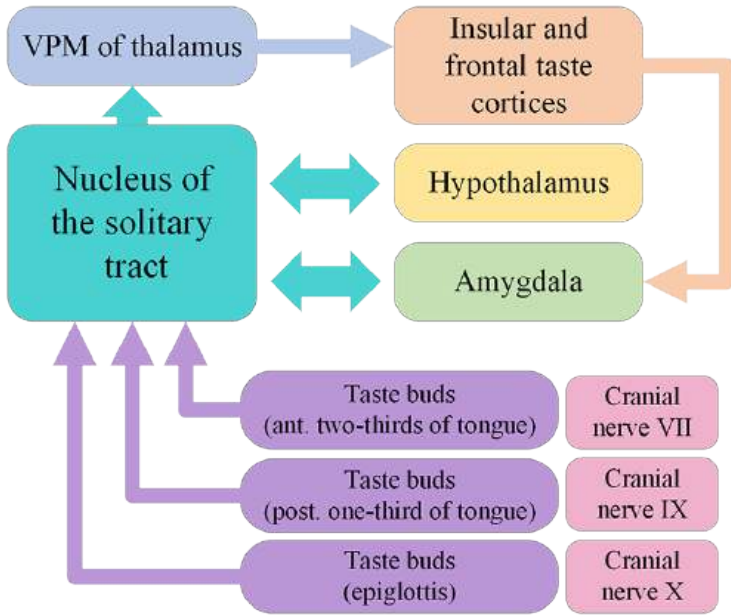 VPM of thalamus
Insular and
frontal taste
cortices
Nucleus of
the solitary
tract
Hypothalamus
Amygdala
Taste buds
(ant. two-thirds of tongue)
Cranial
nerve VII
Taste buds
(post. one-third of tongue)
Cranial
nerve IX
Taste buds
(epiglottis)
Cranial
nerve X